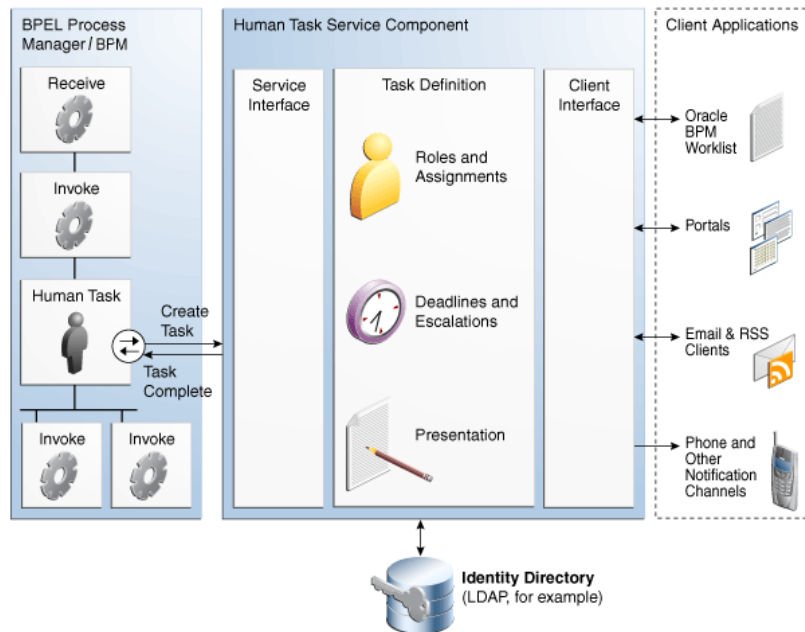 BPEL Process
Manager / BPM
Receive
Invoke
Human Task
Create
Task
Task
Complete
Invoke
Invoke
Human Task Service Component
Service
Interface
Task Definition
Roles and
Assignments
Deadlines and
Escalations
Presentation
Client
Interface
Client Applications
Oracle
BPM
Worklist
Portals
Email & RSS
Clients
Phone and
Other
Notification
Channels
Identity Directory
(LDAP, for example)